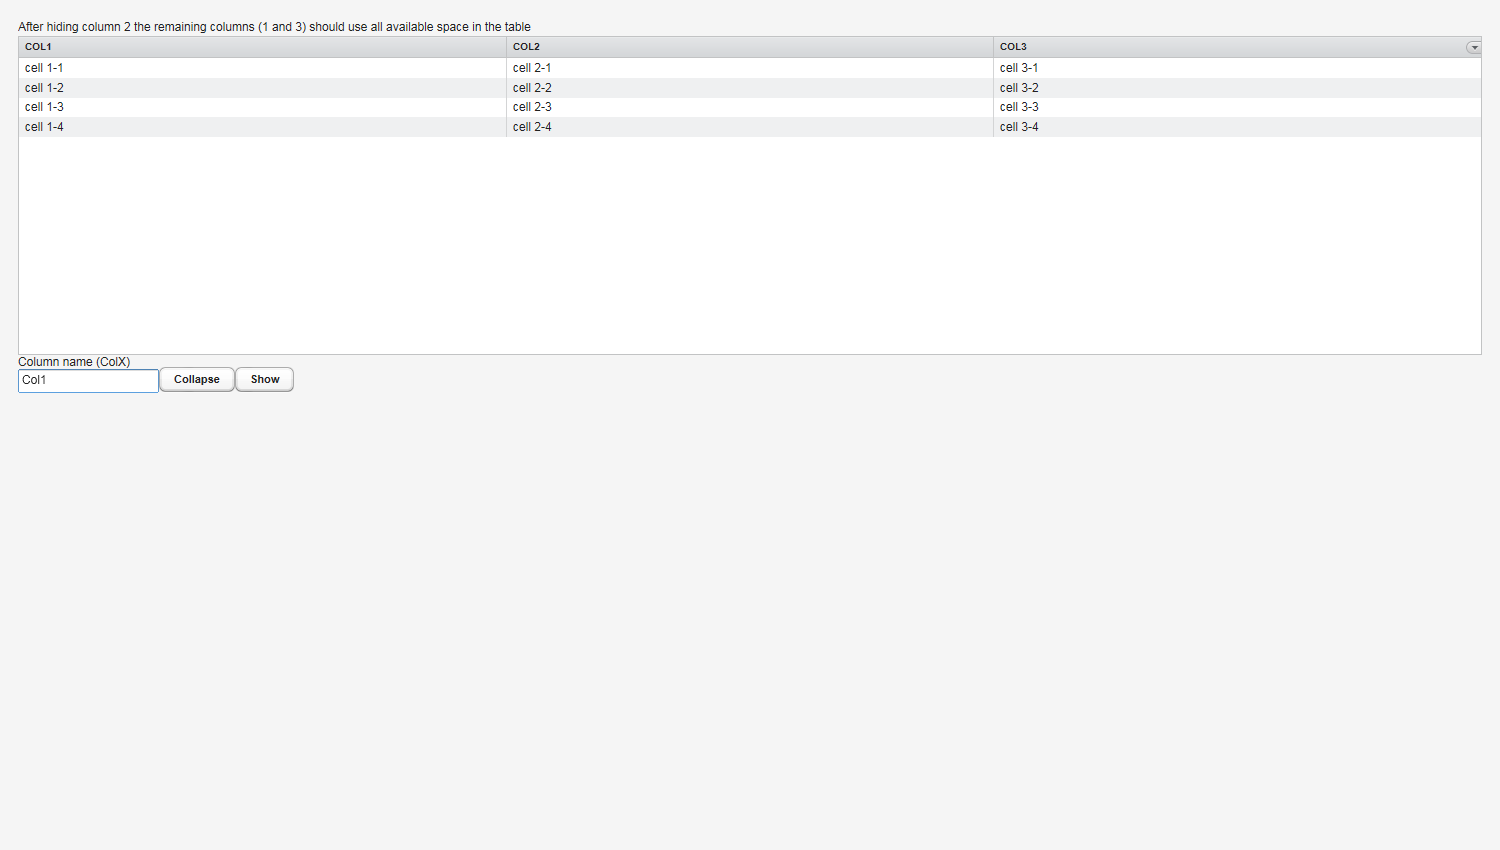 After hiding column 2 the remaining columns (1 and 3) should use all available space in the table
COL1 COL2 COL3
cell 1-1 cell 2-1 cell 3-1
cell 1-2 cell 2-2 cell 3-2
cell 1-3 cell 2-3 cell 3-3
cell 1-4 cell 2-4 cell 3-4
Column name (ColX)
Col1 Collapse Show